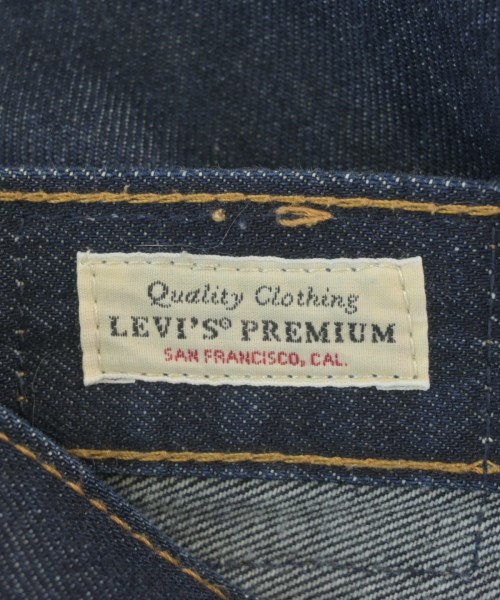 Quality Clothing
LEVI'S® PREMIUM
SAN FRANCISCO, CAL.